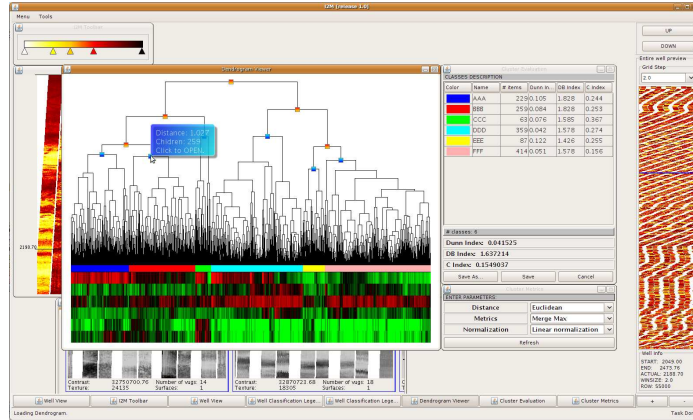 I2M (release 1.0)
Menu Tools
I2M Toolbar
Dendrogram Viewer
Distance: 1.027
Children: 259
Click to OPEN.
2190.70
Cluster Evaluation
CLASSES DESCRIPTION
Color Name # items Dunn In... DB Index C Index
AAA 229 0.105 1.828 0.244
BBB 259 0.084 1.828 0.253
CCC 63 0.076 1.585 0.367
DDD 359 0.042 1.578 0.274
EEE 87 0.122 1.426 0.255
FFF 414 0.051 1.578 0.156
# classes: 6
Dunn Index: 0.041525
DB Index: 1.637214
C Index: 0.1549037
Save As... Save Cancel
Cluster Metrics
ENTER PARAMETERS
Distance Euclidean
Metrics Merge Max
Normalization Linear normalization
Refresh
UP
DOWN
Entire well preview
Grid Step
2.0
Well info
START: 2049.00
END: 2473.76
ACTUAL: 2188.70
WINSIZE: 2.0
ROW: 55000
+ -
Contrast: 32750700.76 Number of vugs: 14
Texture: 24135 Surfaces: 1
Contrast: 32870723.68 Number of vugs: 18
Texture: 18305 Surfaces: 1
Well View I2M Toolbar Well View Well Classification Lege... Well Classification Lege... Dendrogram Viewer Cluster Evaluation Cluster Metrics
Loading Dendrogram. Task Don